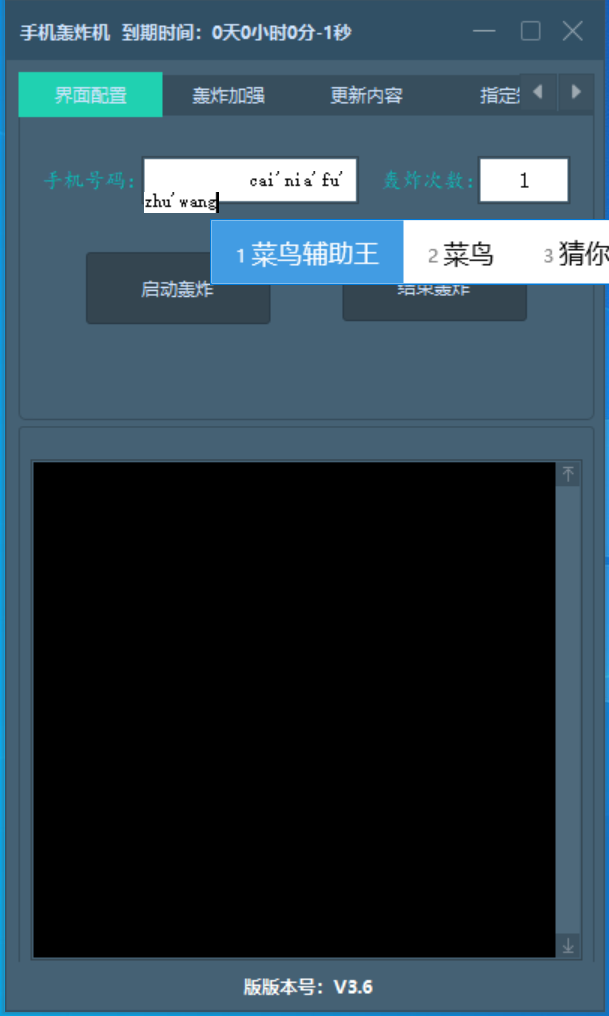 手机轰炸机 到期时间：0天0小时0分-1秒
界面配置 轰炸加强 更新内容 指定
手机号码： cai'nia'fu' 轰炸次数： 1
zhu'wang
1 菜鸟辅助王 2 菜鸟 3 猜你
启动轰炸 结束轰炸
版版本号：V3.6